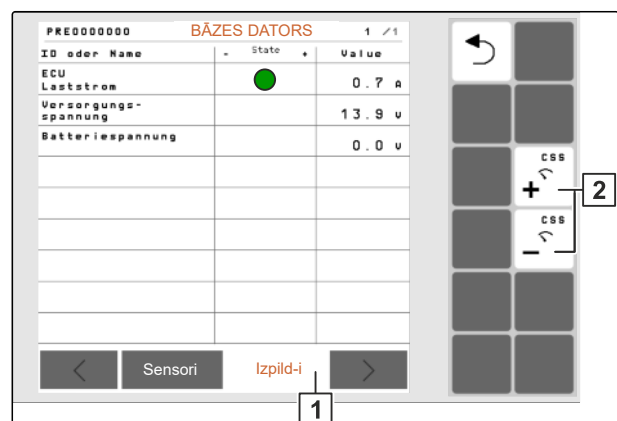 PRE0000000 BĀZES DATORS 1 /1
ID oder Name - State + Value
ECU
Laststrom 0.7 A
Versorgungs-
spannung 13.9 V
Batteriespannung 0.0 V
CSS
+
2
CSS
-
< Sensori Izpild-i >
1